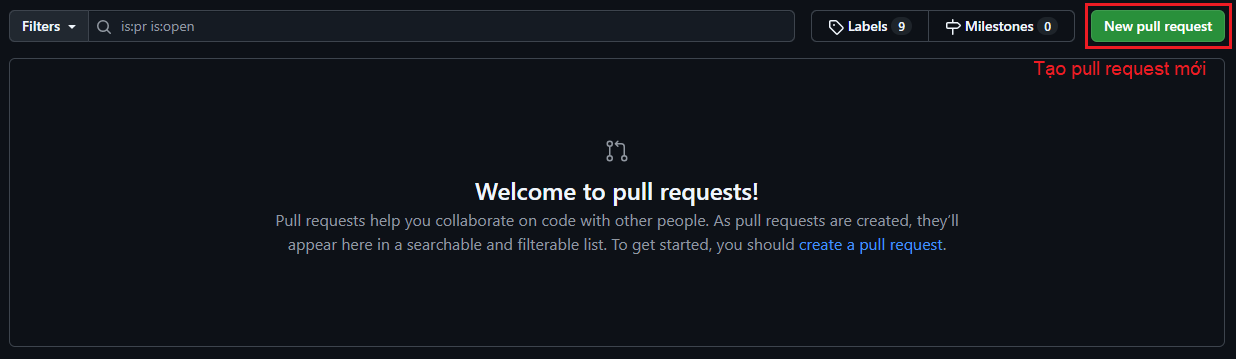 Filters is:pr is:open Labels 9 Milestones 0 New pull request
Tạo pull request mới
Welcome to pull requests!
Pull requests help you collaborate on code with other people. As pull requests are created, they’ll
appear here in a searchable and filterable list. To get started, you should create a pull request.